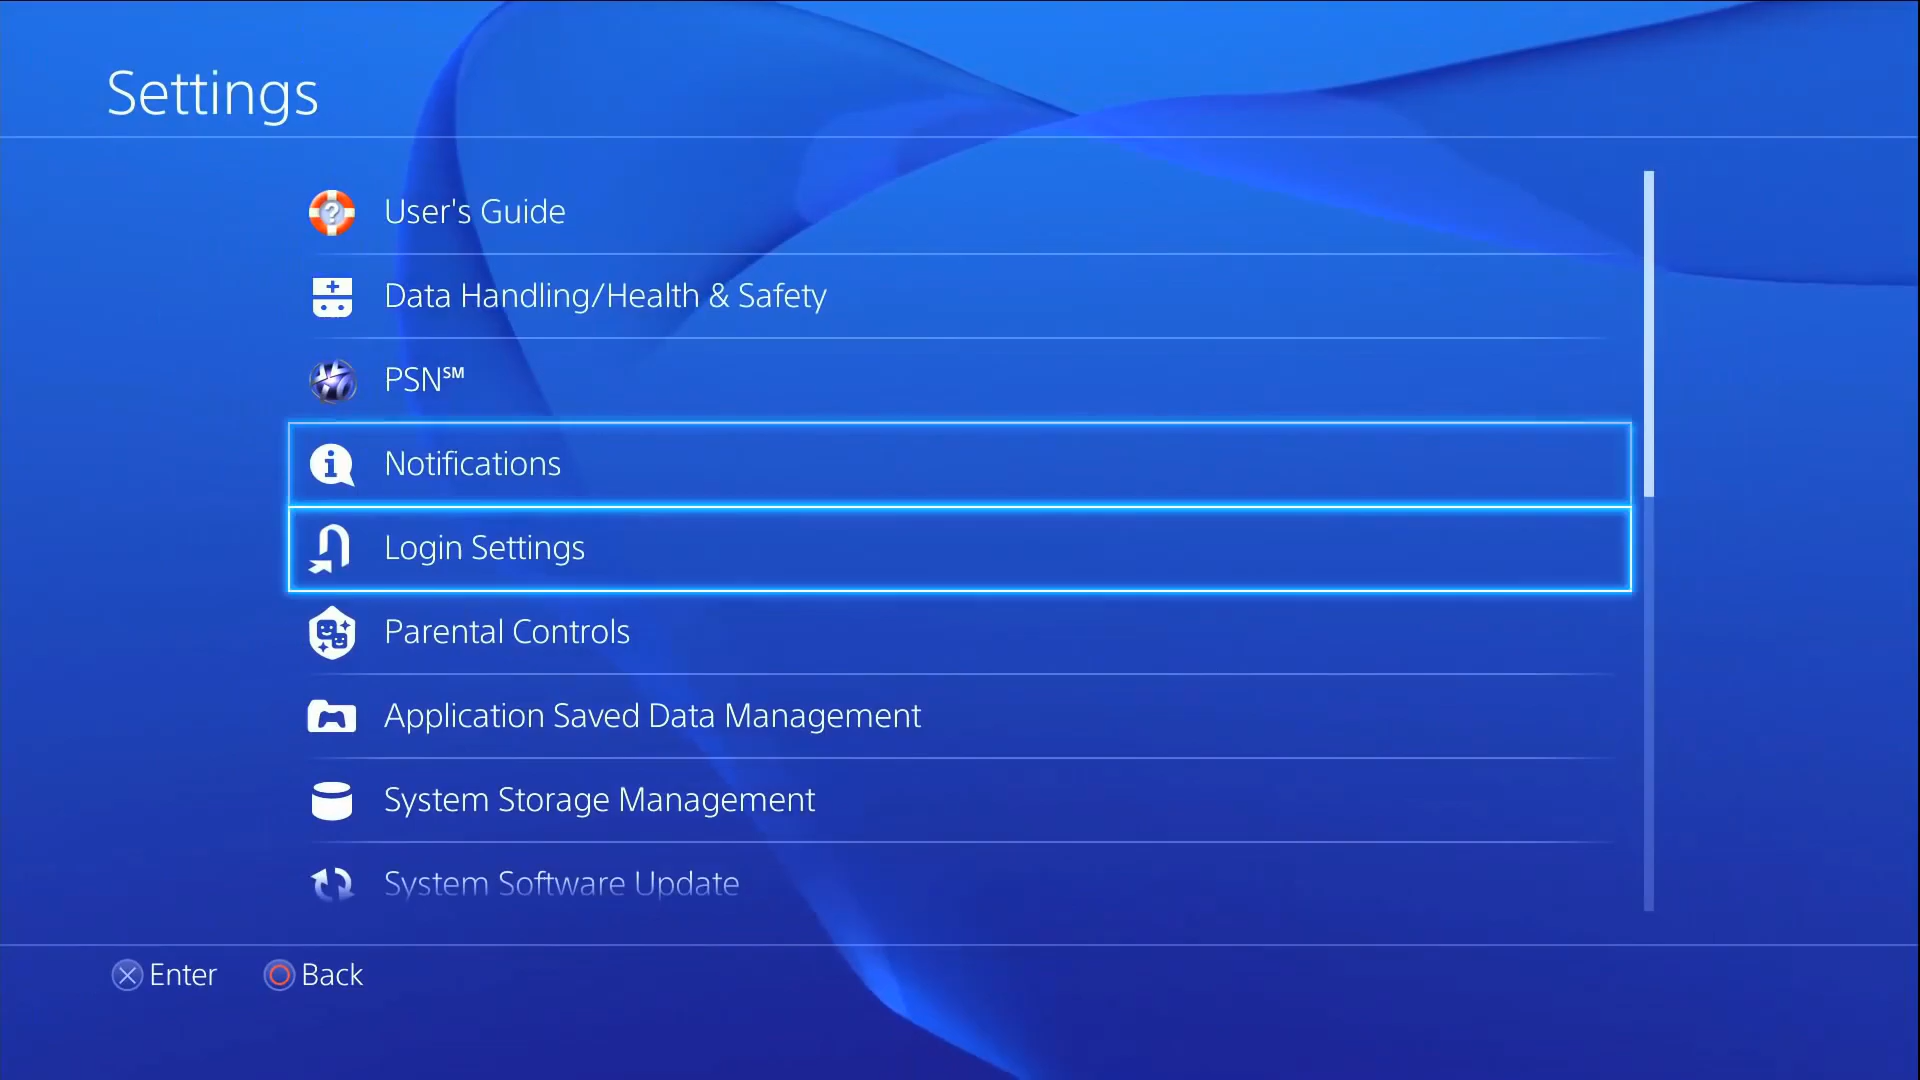 Settings
User's Guide
Data Handling/Health & Safety
PSN℠
Notifications
Login Settings
Parental Controls
Application Saved Data Management
System Storage Management
System Software Update
Enter Back